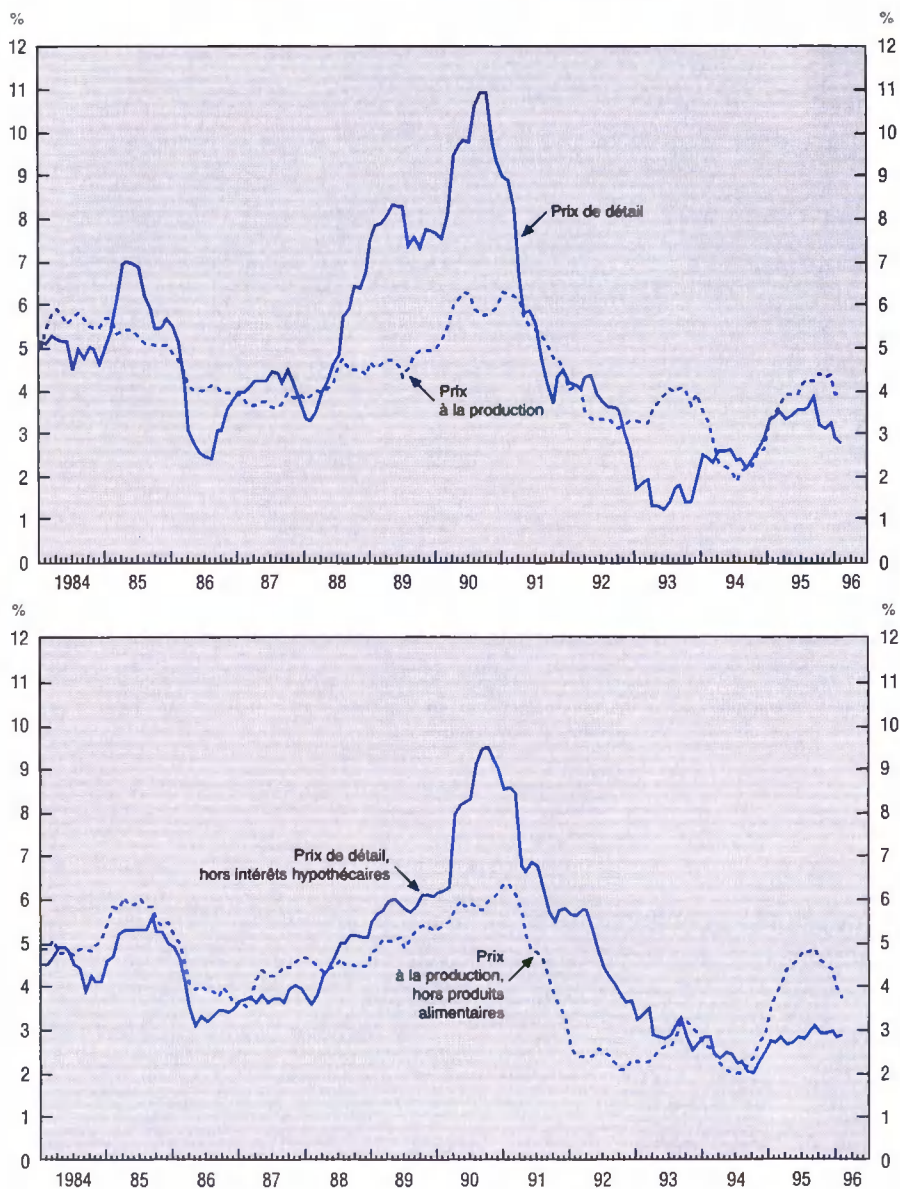 % %
12 12
11 11
10 10
9 9
8 8
7 7
6 6
5 5
4 4
3 3
2 2
1 1
0 0
Prix de détail
Prix
à la production
1984 85 86 87 88 89 90 91 92 93 94 95 96
% %
12 12
11 11
10 10
9 9
8 8
7 7
6 6
5 5
4 4
3 3
2 2
1 1
0 0
Prix de détail,
hors intérêts hypothécaires
Prix
à la production,
hors produits
alimentaires
1984 85 86 87 88 89 90 91 92 93 94 95 96